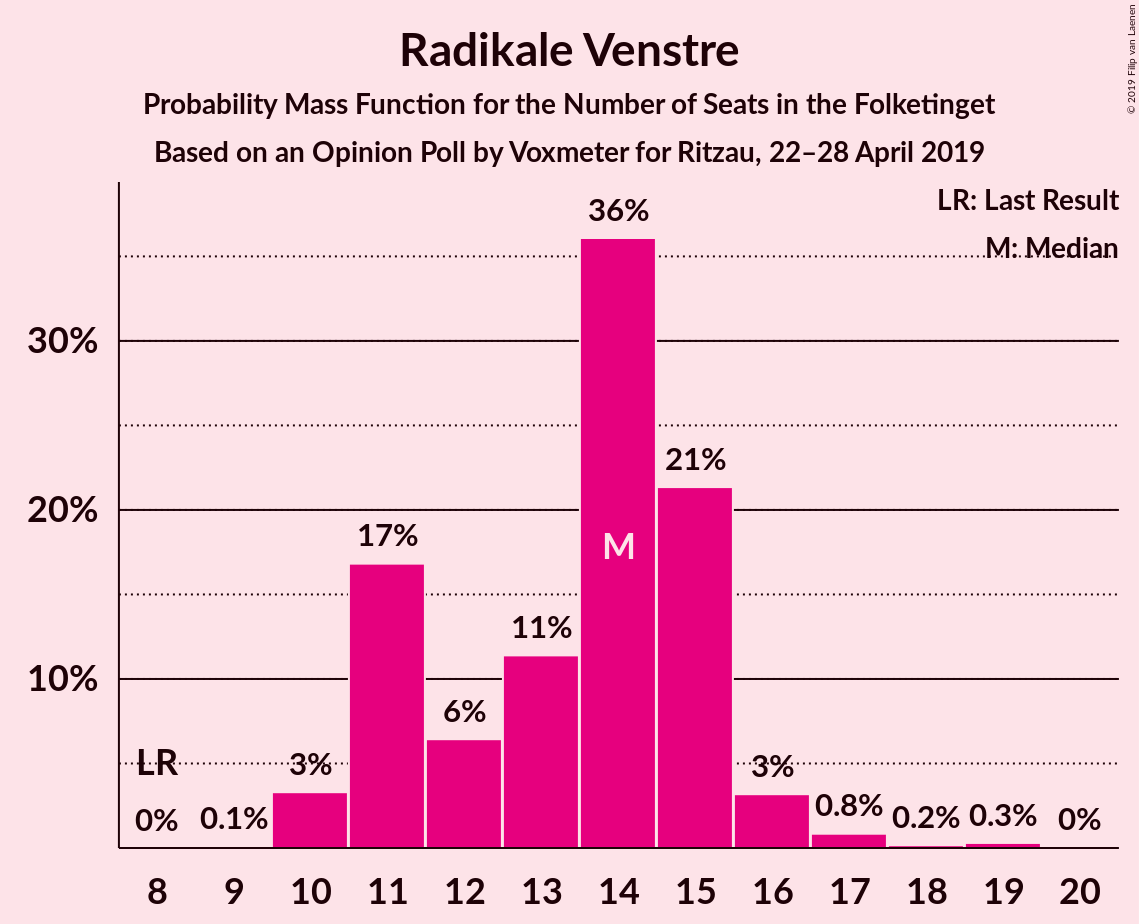 Radikale Venstre
Probability Mass Function for the Number of Seats in the Folketinget
Based on an Opinion Poll by Voxmeter for Ritzau, 22–28 April 2019
© 2019 Filip van Laenen
LR: Last Result
M: Median
30%
20%
10%
LR
0%
0.1%
3%
17%
6%
11%
36%
M
21%
3%
0.8%
0.2%
0.3%
0%
8 9 10 11 12 13 14 15 16 17 18 19 20